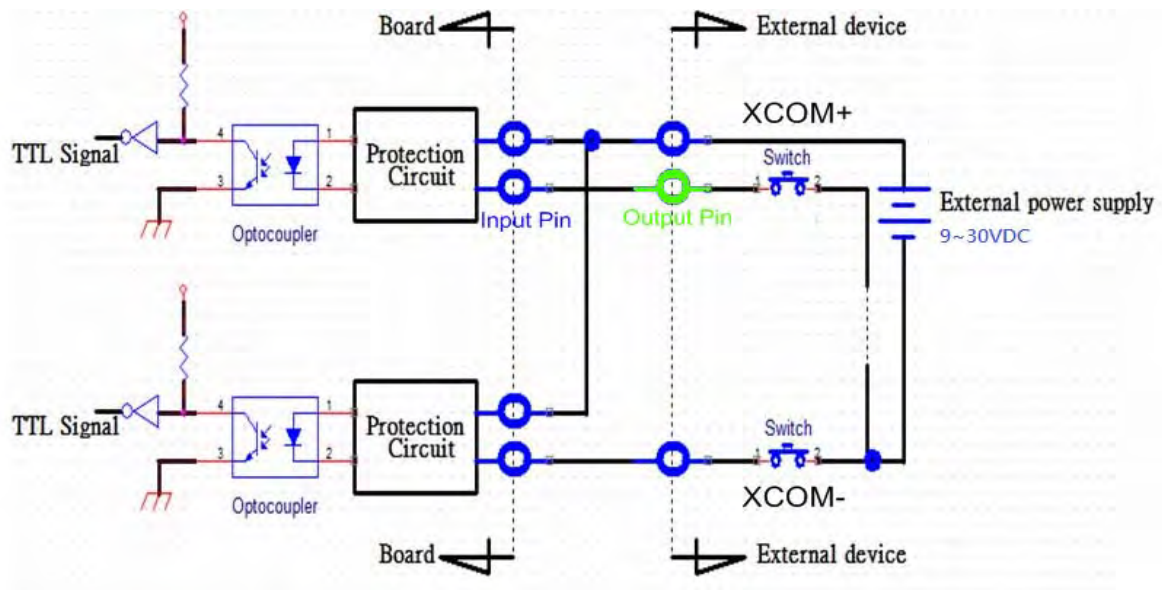 Board
External device
XCOM+
TTL Signal
4
3
1
2
Optocoupler
Protection
Circuit
Input Pin
Output Pin
Switch
1
2
External power supply
9~30VDC
TTL Signal
4
3
1
2
Optocoupler
Protection
Circuit
Switch
1
2
XCOM-
Board
External device